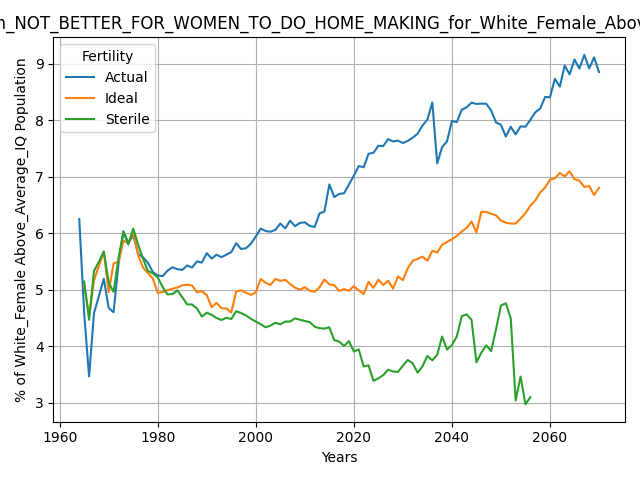 n_NOT_BETTER_FOR_WOMEN_TO_DO_HOME_MAKING_for_White_Female_Abov
Fertility
Actual
Ideal
Sterile
% of White_Female Above_Average_IQ Population
9
8
7
6
5
4
3
1960
1980
2000
2020
2040
2060
Years